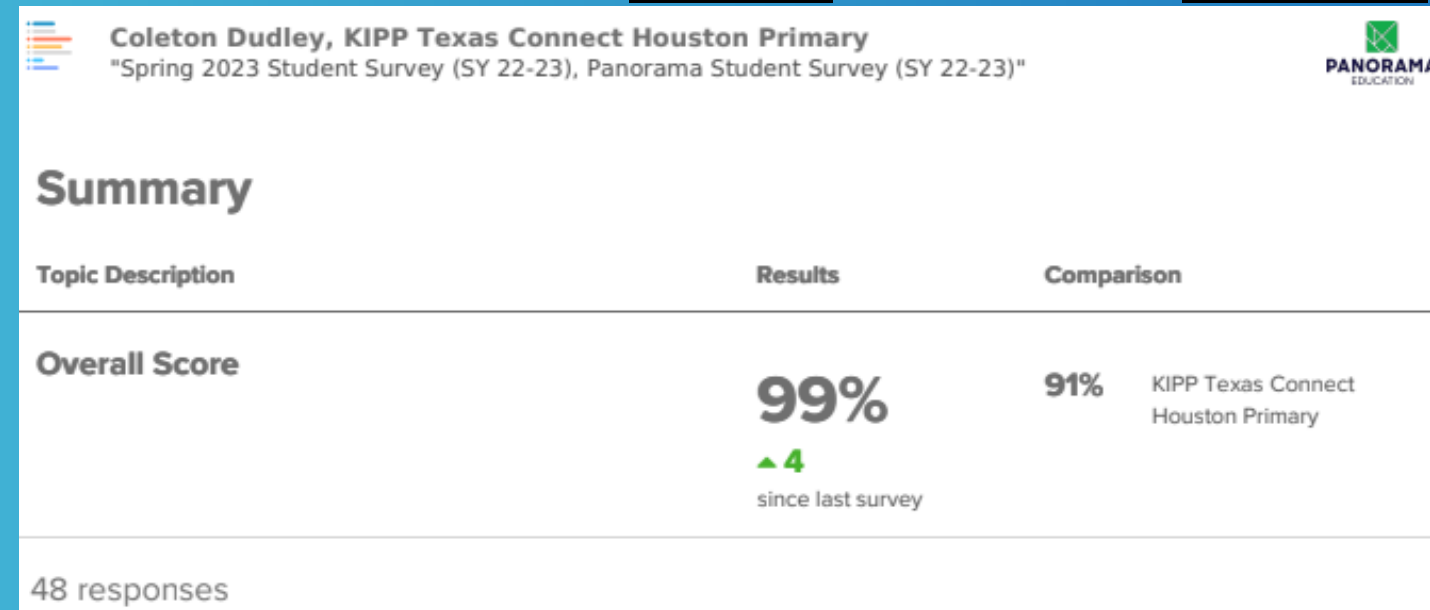 Coleton Dudley, KIPP Texas Connect Houston Primary
"Spring 2023 Student Survey (SY 22-23), Panorama Student Survey (SY 22-23)"
PANORAMA
EDUCATION
Summary
Topic Description Results Comparison
Overall Score
99% 91% KIPP Texas Connect
Houston Primary
▲ 4
since last survey
48 responses